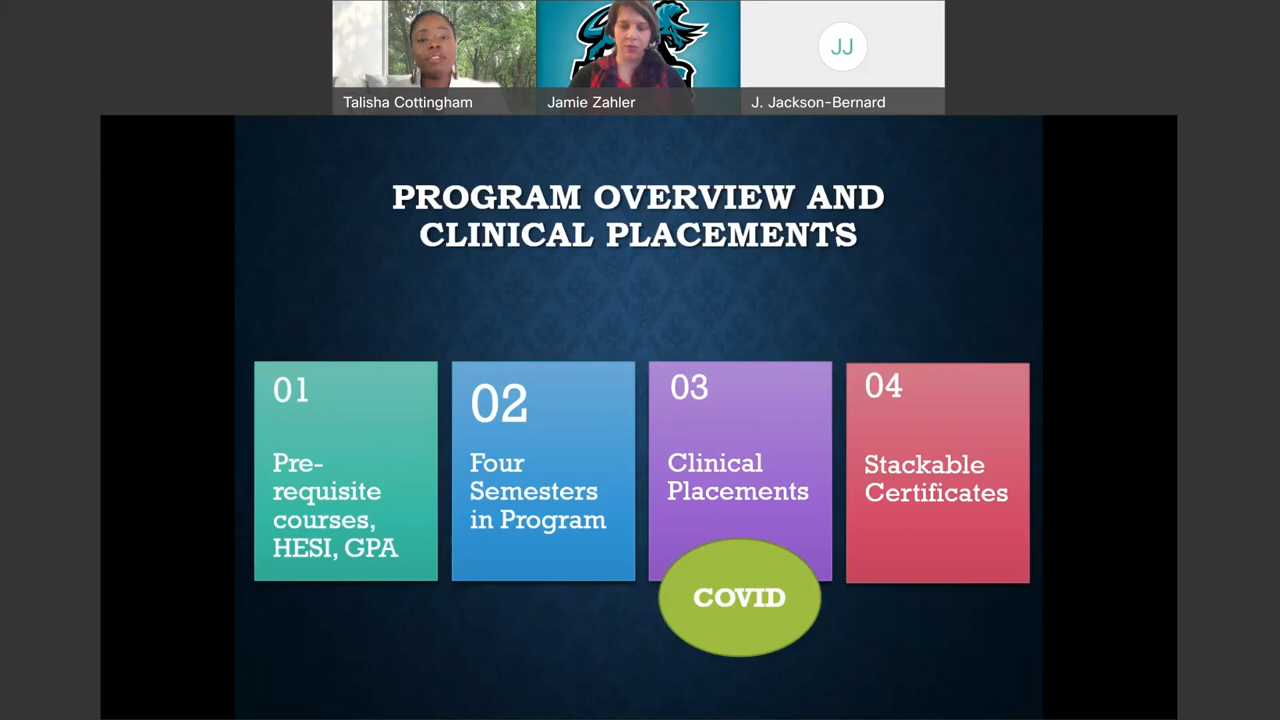 Talisha Cottingham
Jamie Zahler
JJ
J. Jackson-Bernard
PROGRAM OVERVIEW AND
CLINICAL PLACEMENTS
01
Pre-
requisite
courses,
HESI, GPA
02
Four
Semesters
in Program
03
Clinical
Placements
COVID
04
Stackable
Certificates